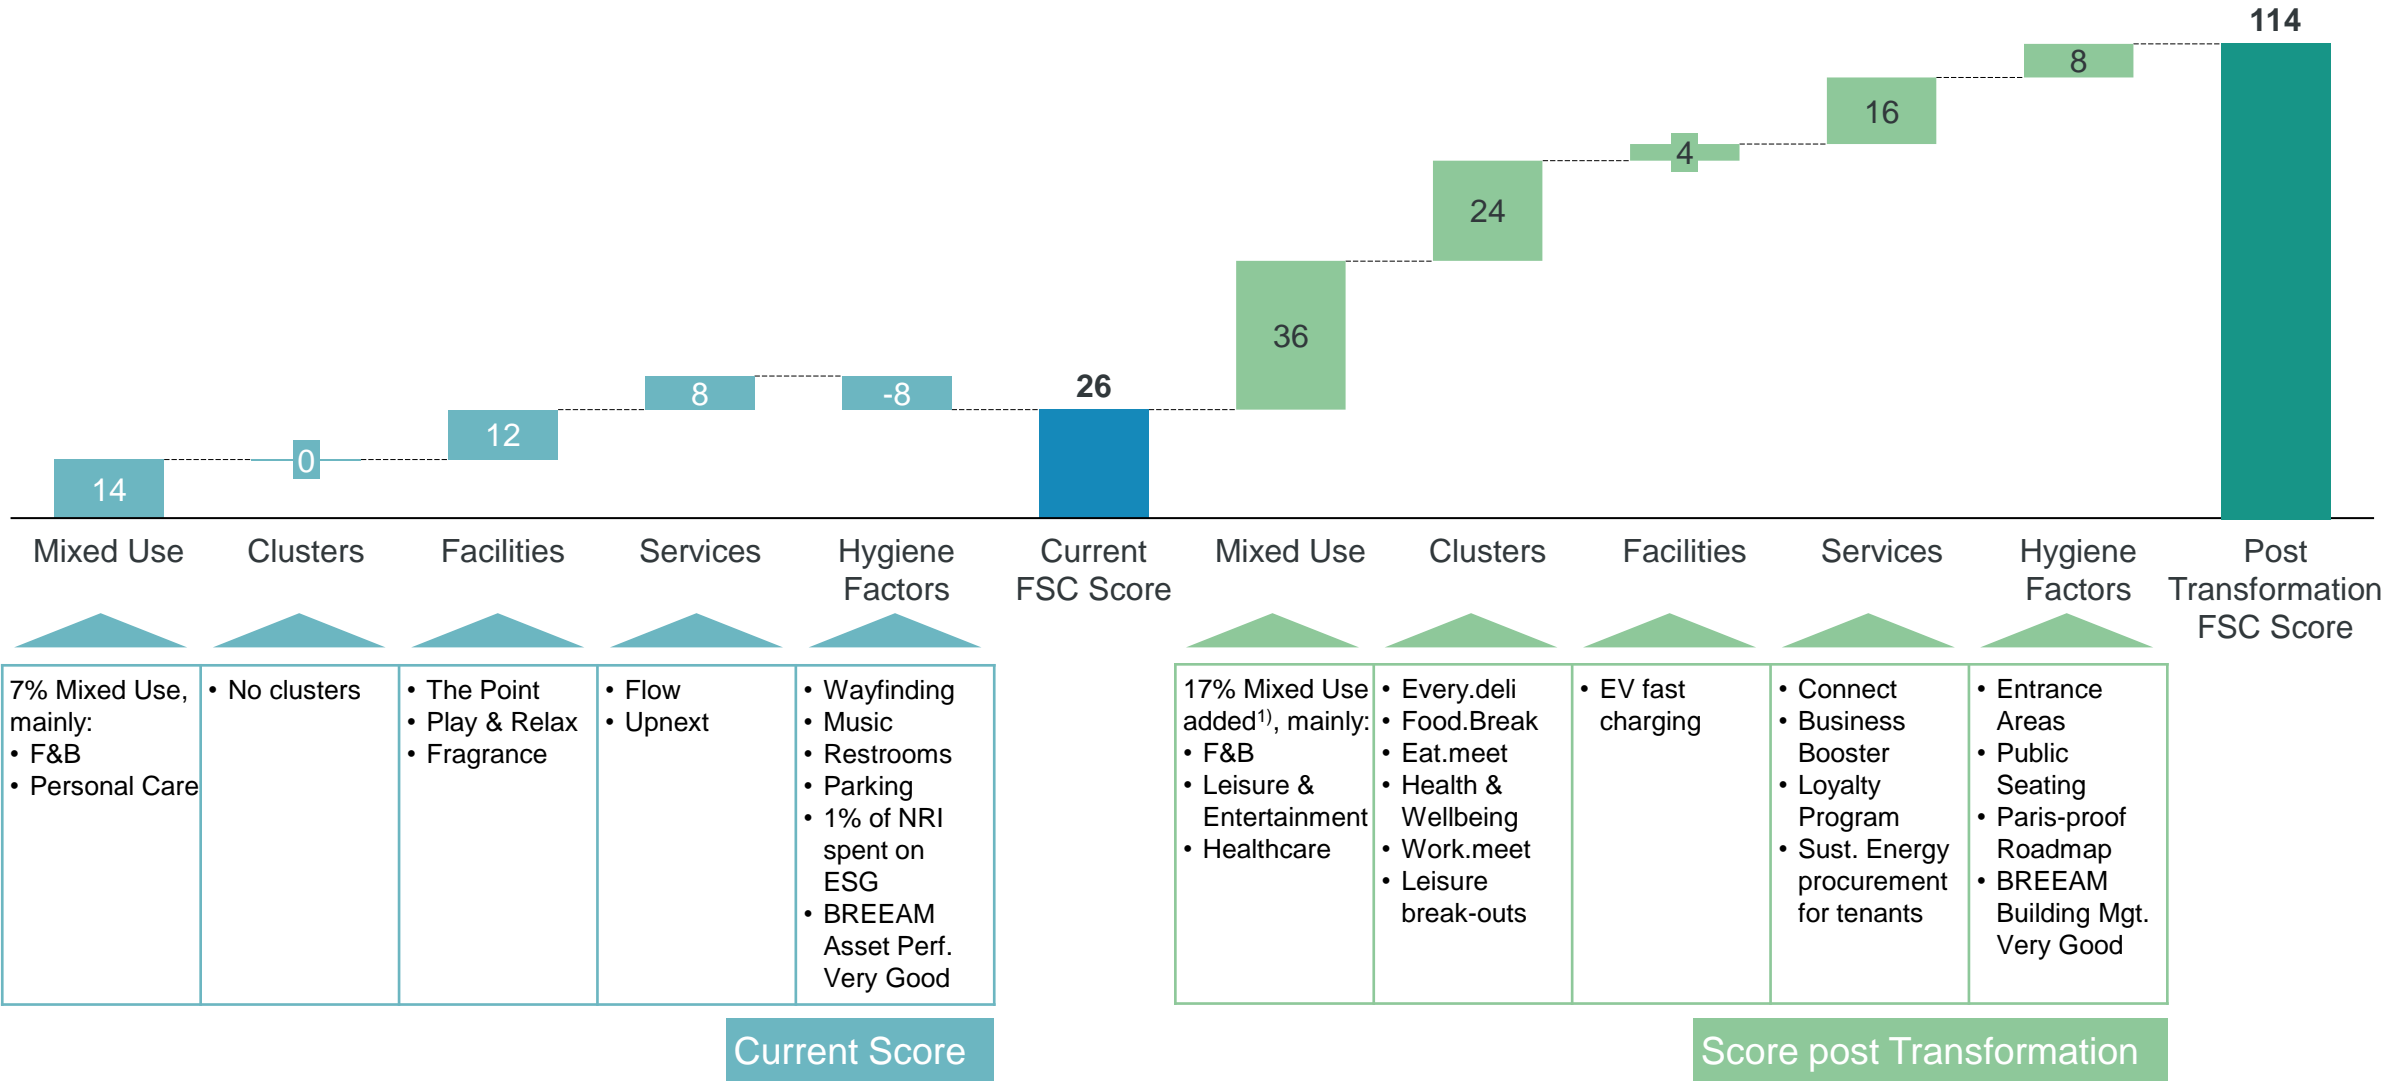 114
8
16
4
24
36
26
8
-8
12
0
14
Mixed Use
Clusters
Facilities
Services
Hygiene
Factors
Current
FSC Score
Mixed Use
Clusters
Facilities
Services
Hygiene
Factors
Post
Transformation
FSC Score
7% Mixed Use,
mainly:
• F&B
• Personal Care
• No clusters
• The Point
• Play & Relax
• Fragrance
• Flow
• Upnext
• Wayfinding
• Music
• Restrooms
• Parking
• 1% of NRI
spent on
ESG
• BREEAM
Asset Perf.
Very Good
17% Mixed Use
added1), mainly:
• F&B
• Leisure &
Entertainment
• Healthcare
• Every.deli
• Food.Break
• Eat.meet
• Health &
Wellbeing
• Work.meet
• Leisure
break-outs
• EV fast
charging
• Connect
• Business
Booster
• Loyalty
Program
• Sust. Energy
procurement
for tenants
• Entrance
Areas
• Public
Seating
• Paris-proof
Roadmap
• BREEAM
Building Mgt.
Very Good
Current Score
Score post Transformation